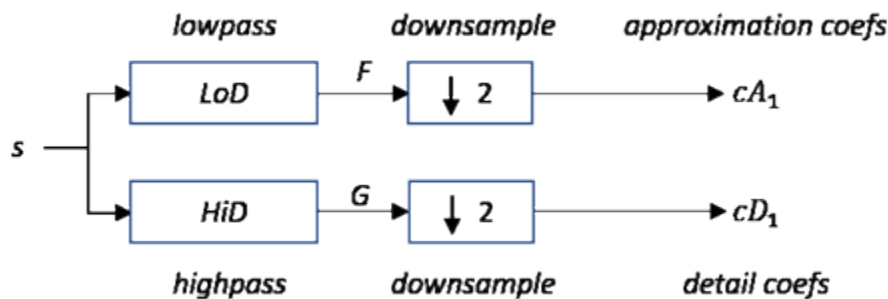 lowpass downsample approximation coefs
LoD F ↓ 2 cA₁
s
HiD G ↓ 2 cD₁
highpass downsample detail coefs